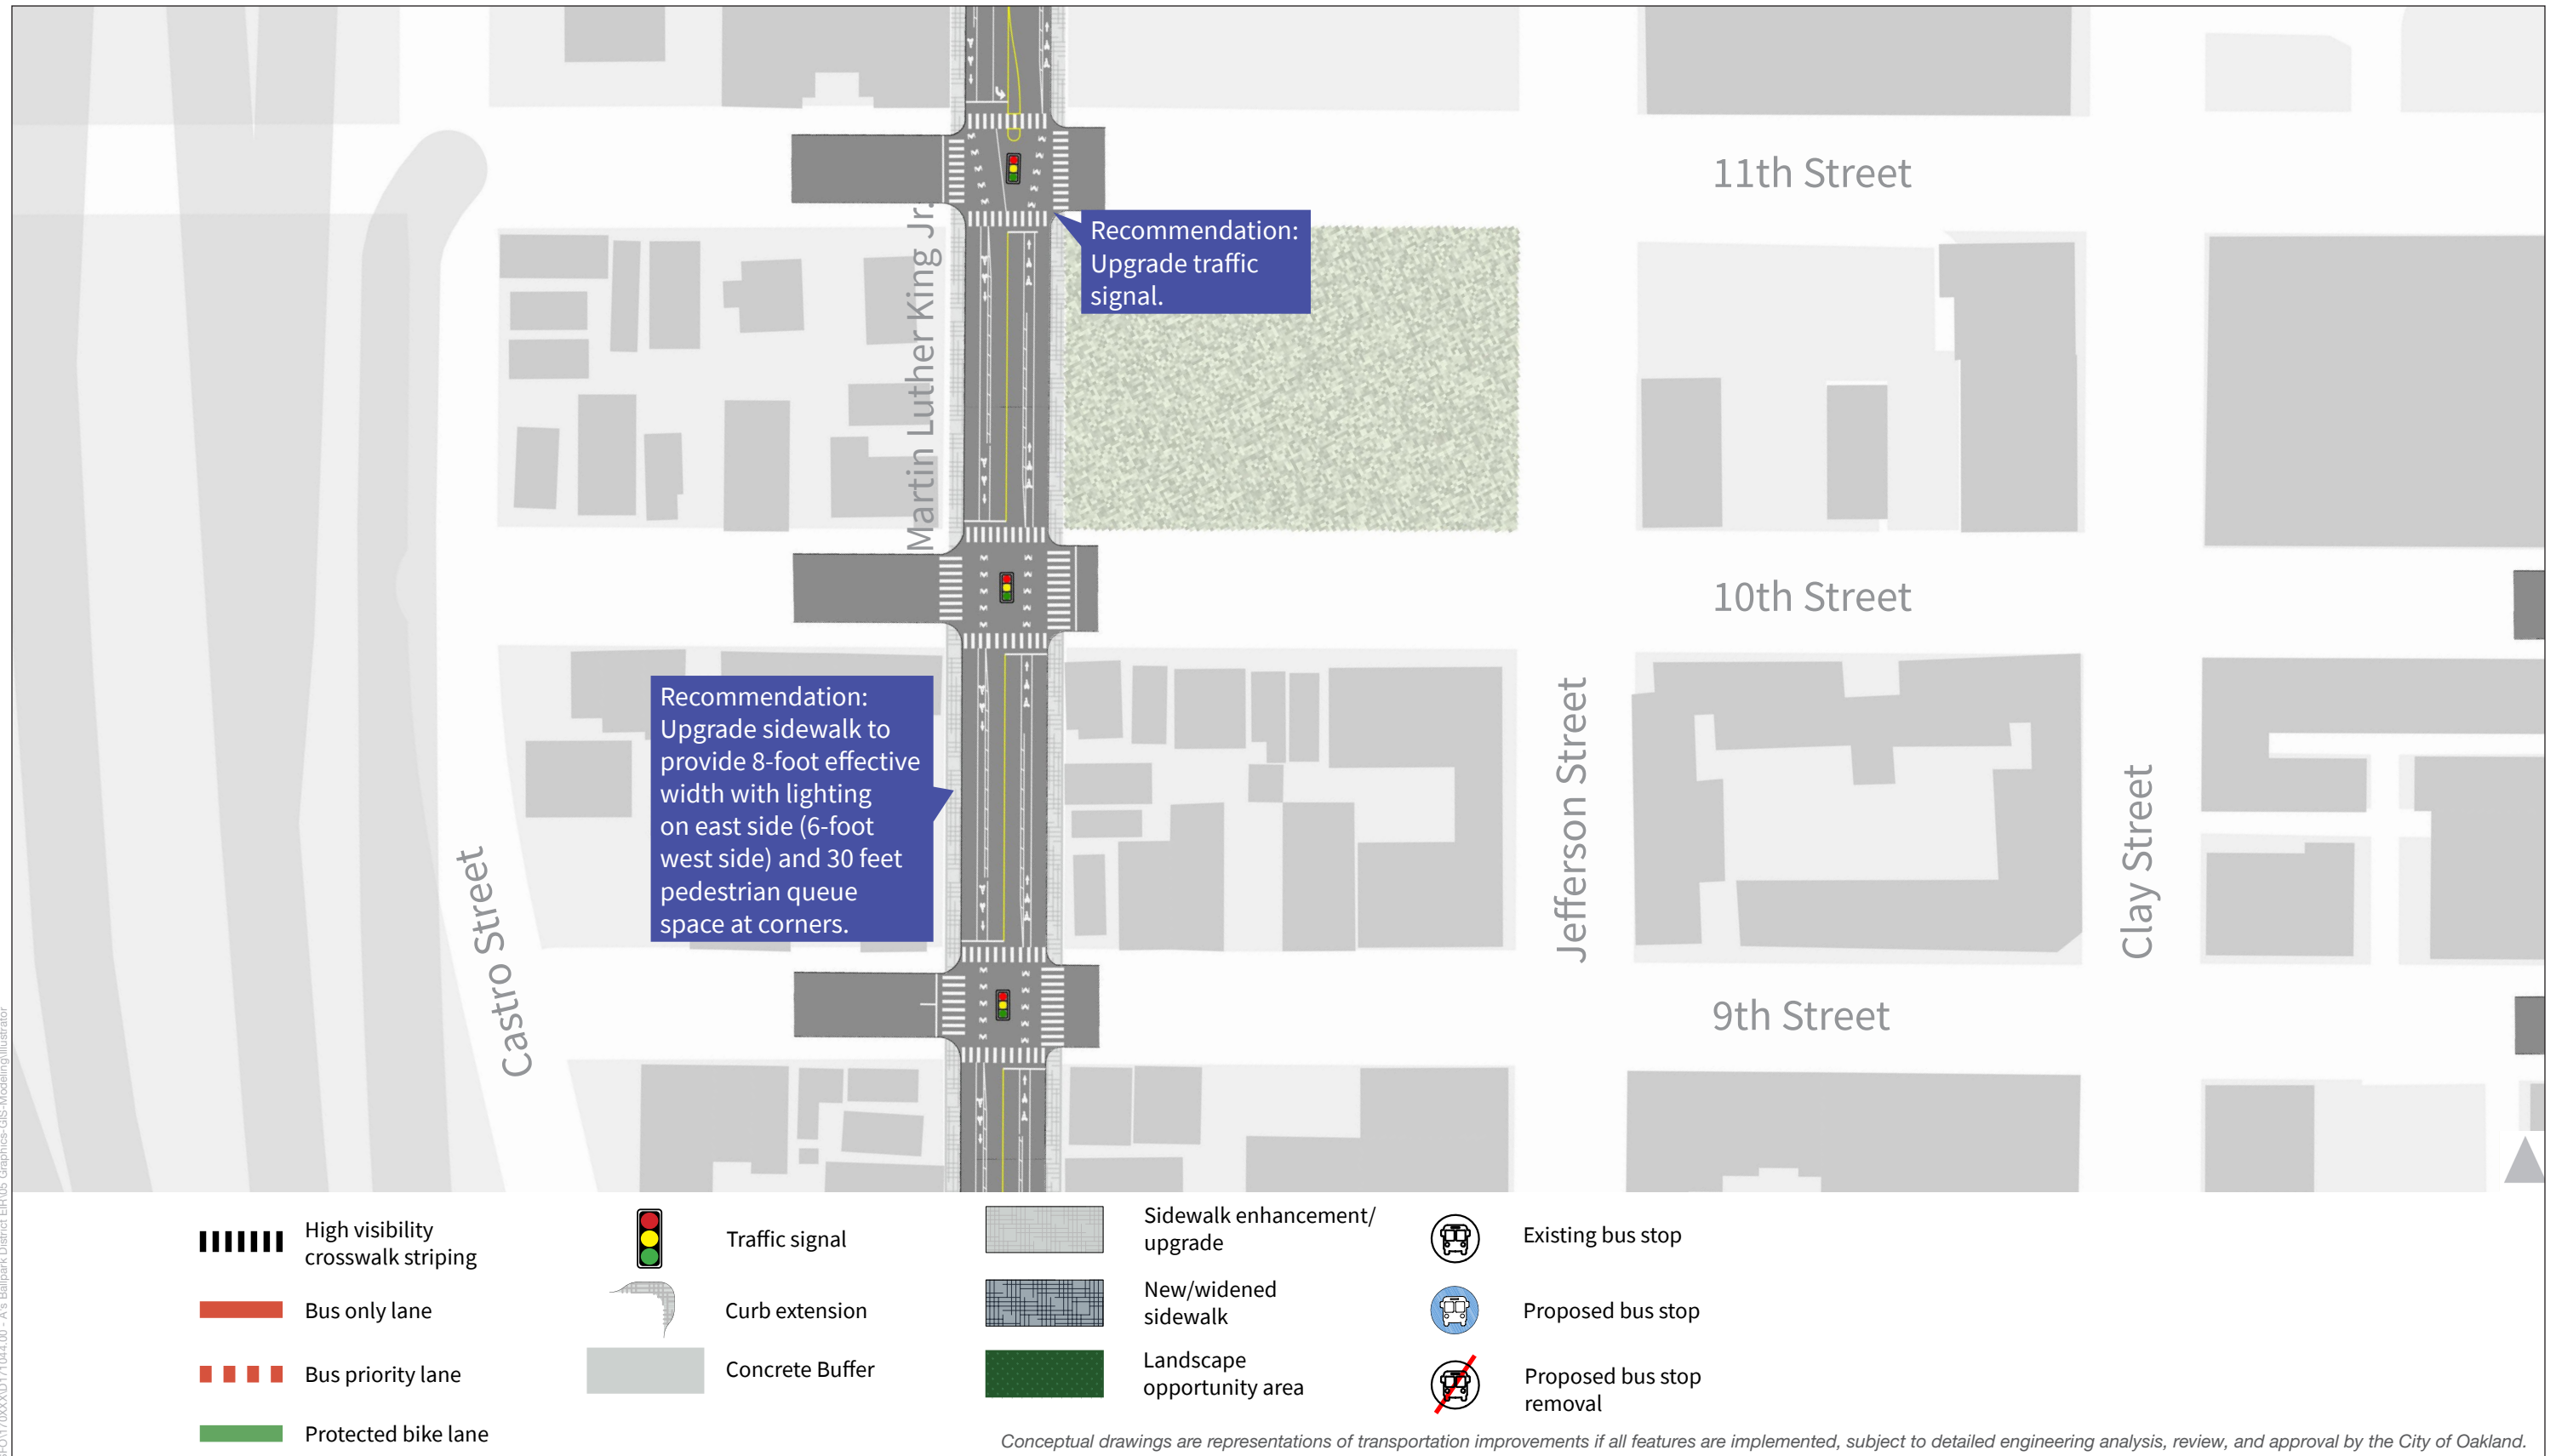 11th Street
Recommendation:
Upgrade traffic
signal.
Martin Luther King Jr.
10th Street
Recommendation:
Upgrade sidewalk to
provide 8-foot effective
width with lighting
on east side (6-foot
west side) and 30 feet
pedestrian queue
space at corners.
Jefferson Street
Clay Street
Castro Street
9th Street
High visibility
crosswalk striping
Bus only lane
Bus priority lane
Protected bike lane
Traffic signal
Curb extension
Concrete Buffer
Sidewalk enhancement/
upgrade
New/widened
sidewalk
Landscape
opportunity area
Existing bus stop
Proposed bus stop
Proposed bus stop
removal
Conceptual drawings are representations of transportation improvements if all features are implemented, subject to detailed engineering analysis, review, and approval by the City of Oakland.